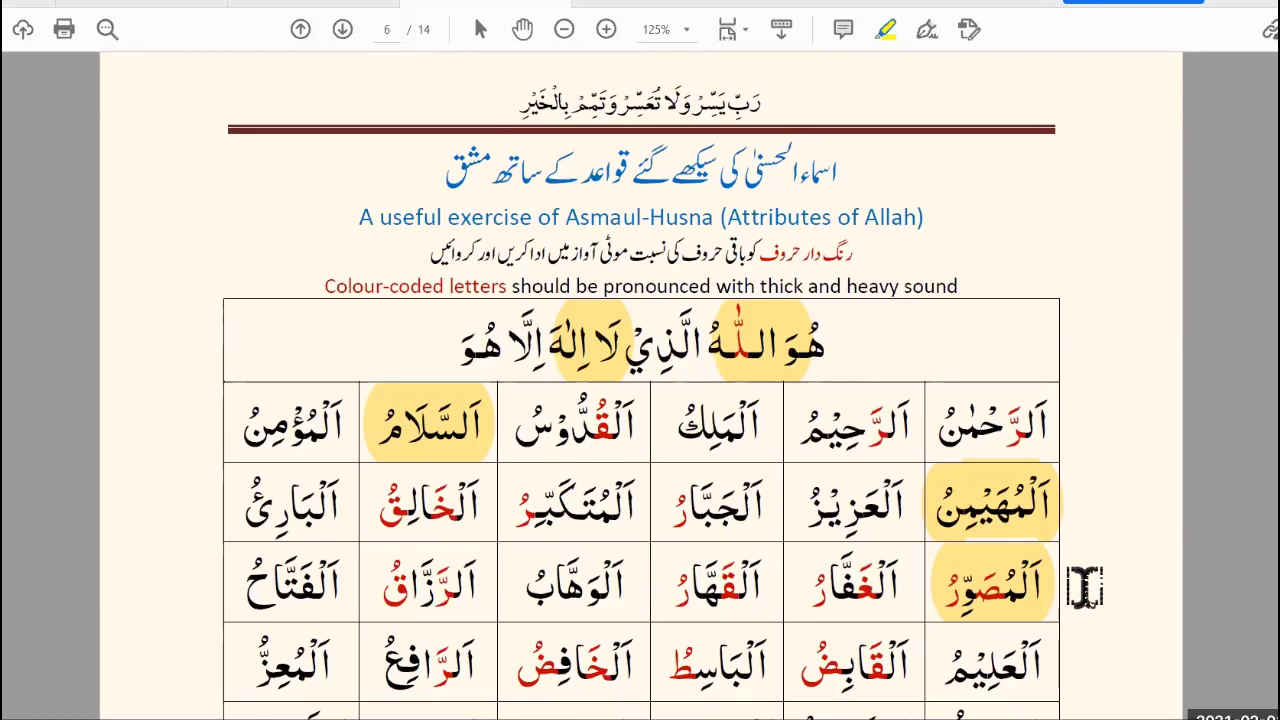 6 / 14 125%
رَبِّ يَسِّرْ وَلَا تُعَسِّرْ وَتَمِّمْ بِالْخَيْرِ
اسماء الحسنیٰ کی سیکھے گئے قواعد کے ساتھ مشق
A useful exercise of Asmaul-Husna (Attributes of Allah)
رنگ دار حروف کو باقی حروف کی نسبت موٹی آواز میں ادا کریں اور کروائیں
Colour-coded letters should be pronounced with thick and heavy sound
هُوَ اللّٰهُ الَّذِيْ لَا اِلٰهَ اِلَّا هُوَ
اَلرَّحْمٰنُ اَلرَّحِيْمُ اَلْمَلِكُ اَلْقُدُّوْسُ اَلسَّلَامُ اَلْمُؤْمِنُ
اَلْمُهَيْمِنُ اَلْعَزِيْزُ اَلْجَبَّارُ اَلْمُتَكَبِّرُ اَلْخَالِقُ اَلْبَارِئُ
اَلْمُصَوِّرُ اَلْغَفَّارُ اَلْقَهَّارُ اَلْوَهَّابُ اَلرَّزَّاقُ اَلْفَتَّاحُ
اَلْعَلِيْمُ اَلْقَابِضُ اَلْبَاسِطُ اَلْخَافِضُ اَلرَّافِعُ اَلْمُعِزُّ